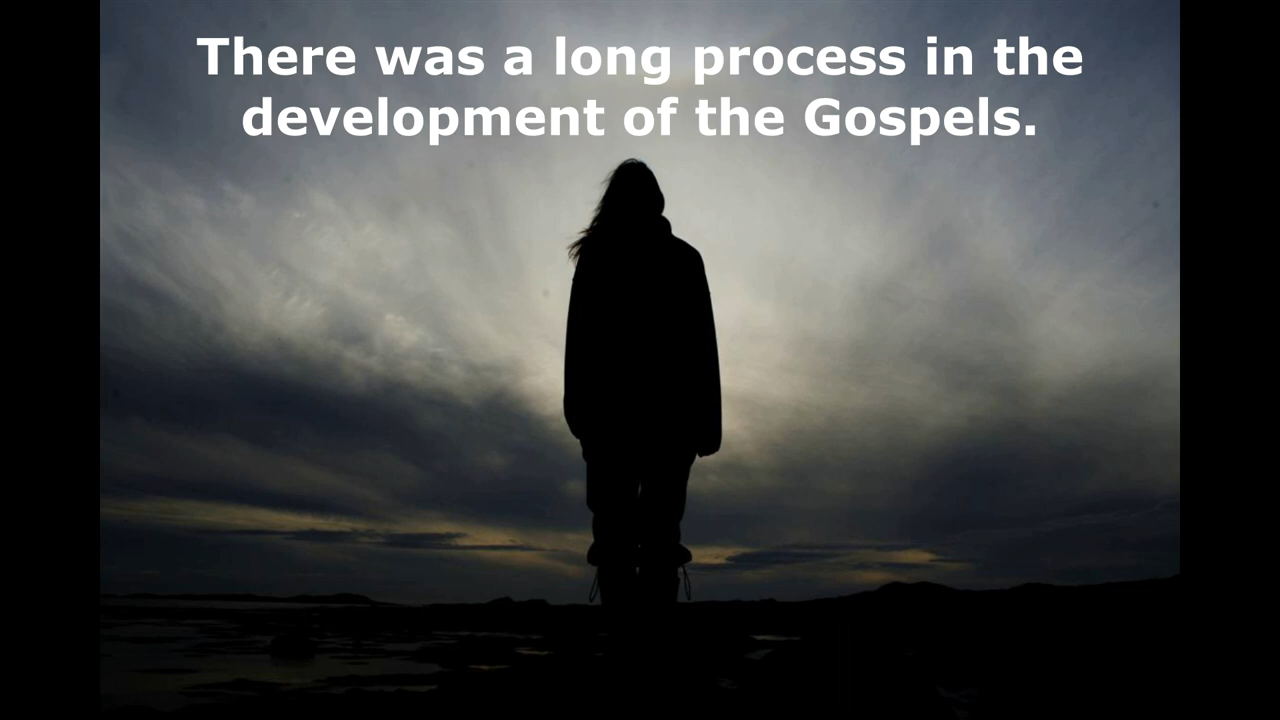 There was a long process in the
development of the Gospels.